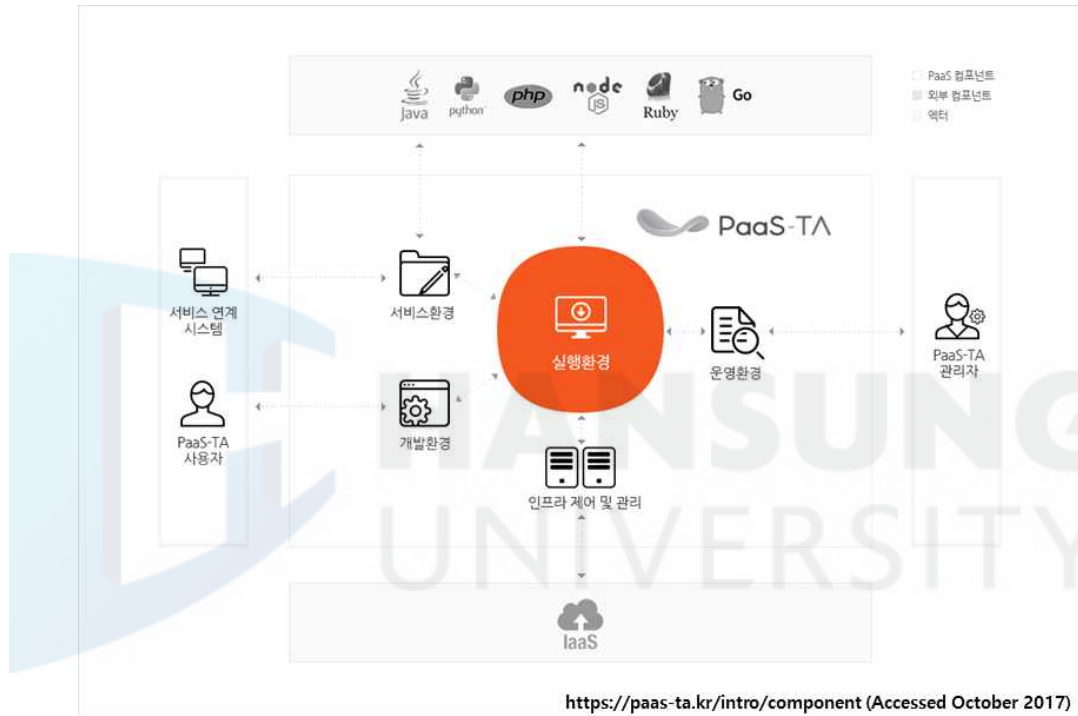 Java
python
php
node
JS
Ruby
Go
PaaS 컴포넌트
외부 컴포넌트
액터
PaaS-TA
서비스 연계
시스템
서비스환경
실행환경
운영환경
PaaS-TA
관리자
PaaS-TA
사용자
개발환경
인프라 제어 및 관리
HANSUNG
UNIVERSITY
IaaS
https://paas-ta.kr/intro/component (Accessed October 2017)